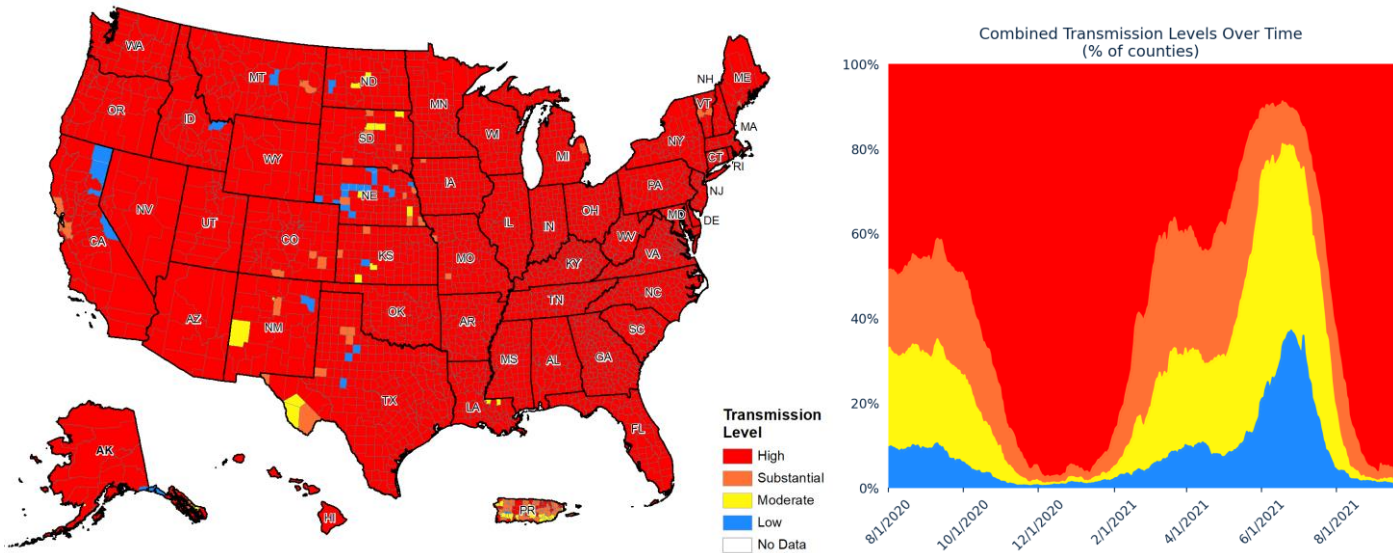 WA
OR
CA
NV
ID
MT
WY
UT
AZ
CO
NM
ND
SD
NE
KS
OK
TX
MN
IA
MO
AR
LA
WI
IL
MI
IN
OH
KY
TN
MS
AL
GA
FL
SC
NC
VA
WV
PA
NY
VT
NH
ME
MA
CT
RI
NJ
DE
MD
AK
HI
PR
Transmission
Level
High
Substantial
Moderate
Low
No Data
Combined Transmission Levels Over Time
(% of counties)
100%
80%
60%
40%
20%
0%
8/1/2020
10/1/2020
12/1/2020
2/1/2021
4/1/2021
6/1/2021
8/1/2021